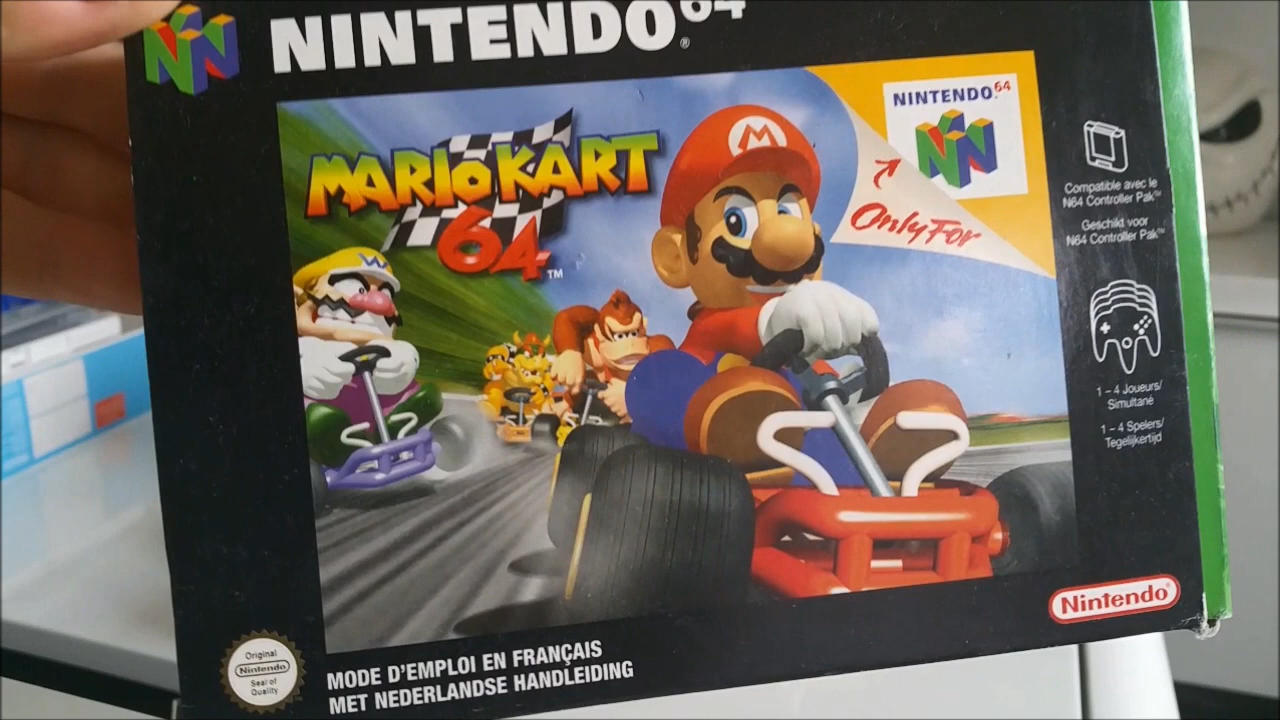 NINTENDO64®
MARIO KART
64™
NINTENDO.64
Only For
M
W
Compatible avec le
N64 Controller Pak™
Geschikt voor
N64 Controller Pak™
1 – 4 Joueurs/
Simultané
1 – 4 Spelers/
Tegelijkertijd
Nintendo®
Original
Nintendo
Seal of
Quality
MODE D'EMPLOI EN FRANÇAIS
MET NEDERLANDSE HANDLEIDING